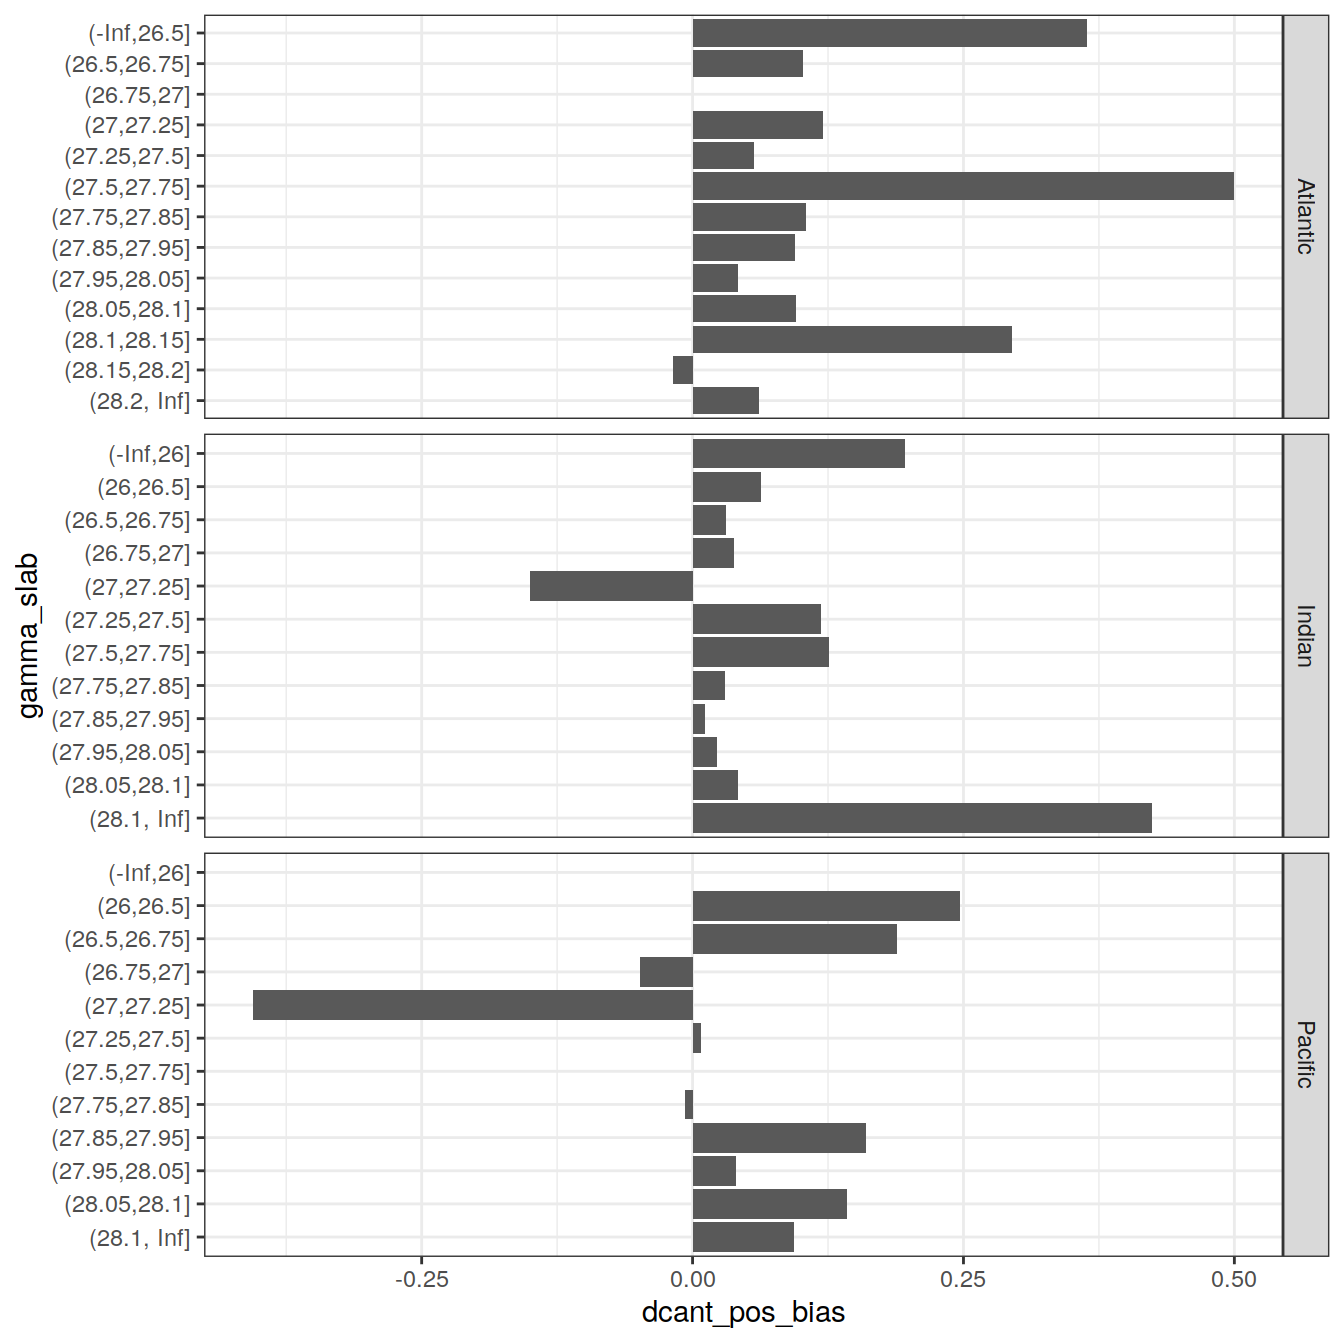 (-Inf,26.5]
(26.5,26.75]
(26.75,27]
(27,27.25]
(27.25,27.5]
(27.5,27.75]
(27.75,27.85]
(27.85,27.95]
(27.95,28.05]
(28.05,28.1]
(28.1,28.15]
(28.15,28.2]
(28.2, Inf]
Atlantic
(-Inf,26]
(26,26.5]
(26.5,26.75]
(26.75,27]
(27,27.25]
(27.25,27.5]
(27.5,27.75]
(27.75,27.85]
(27.85,27.95]
(27.95,28.05]
(28.05,28.1]
(28.1, Inf]
Indian
gamma_slab
(-Inf,26]
(26,26.5]
(26.5,26.75]
(26.75,27]
(27,27.25]
(27.25,27.5]
(27.5,27.75]
(27.75,27.85]
(27.85,27.95]
(27.95,28.05]
(28.05,28.1]
(28.1, Inf]
Pacific
-0.25 0.00 0.25 0.50
dcant_pos_bias